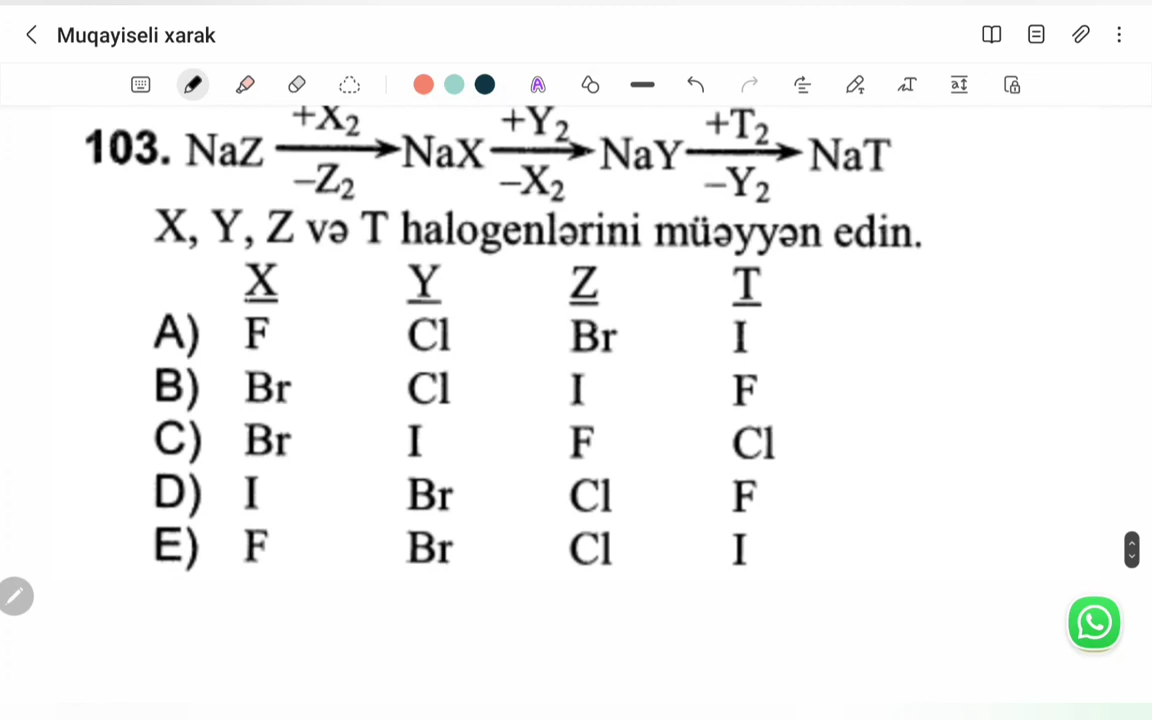 Muqayiseli xarak
+X₂ +Y₂ +T₂
103. NaZ → NaX → NaY → NaT
–Z₂ –X₂ –Y₂
X, Y, Z və T halogenlərini müəyyən edin.
X Y Z T
A) F Cl Br I
B) Br Cl I F
C) Br I F Cl
D) I Br Cl F
E) F Br Cl I